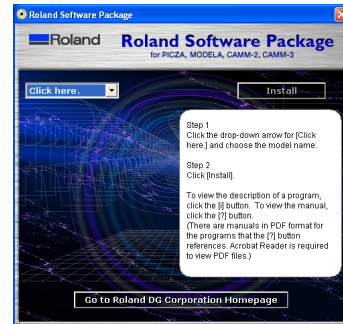 Roland Software Package
Roland
Roland Software Package
for PICZA, MODELA, CAMM-2, CAMM-3
Click here.
Install
Step 1
Click the drop-down arrow for [Click
here.] and choose the model name.
Step 2
Click [Install].
To view the description of a program,
click the [i] button. To view the manual,
click the [?] button.
(There are manuals in PDF format for
the programs that the [?] button
references. Acrobat Reader is required
to view PDF files.)
Go to Roland DG Corporation Homepage